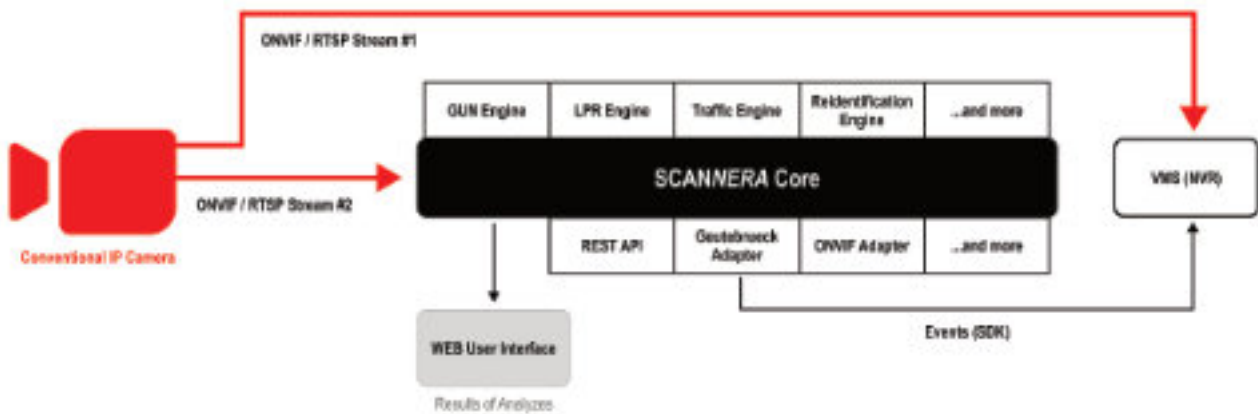 ONVIF / RTSP Stream #1
GUN Engine
LPR Engine
Traffic Engine
Reidentification
Engine
...and more
SCANNERA Core
VMS (NVR)
ONVIF / RTSP Stream #2
Conventional IP Camera
REST API
Geutebrueck
Adapter
ONVIF Adapter
...and more
Events (SDK)
WEB User Interface
Results of Analyzes